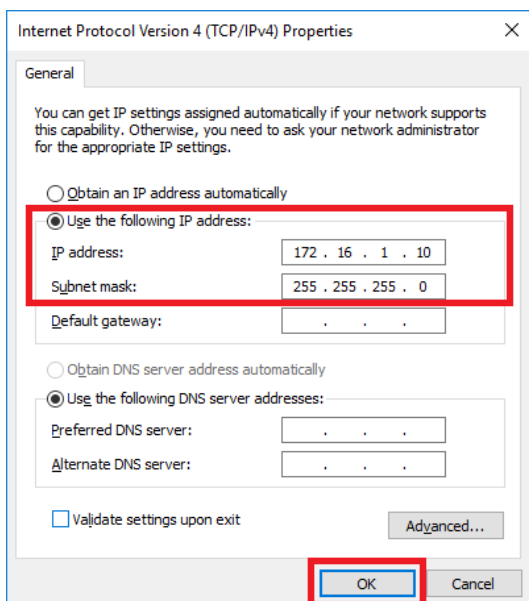 Internet Protocol Version 4 (TCP/IPv4) Properties
General
You can get IP settings assigned automatically if your network supports
this capability. Otherwise, you need to ask your network administrator
for the appropriate IP settings.
Obtain an IP address automatically
Use the following IP address:
IP address: 172 . 16 . 1 . 10
Subnet mask: 255 . 255 . 255 . 0
Default gateway: . . .
Obtain DNS server address automatically
Use the following DNS server addresses:
Preferred DNS server: . . .
Alternate DNS server: . . .
Validate settings upon exit
Advanced...
OK Cancel